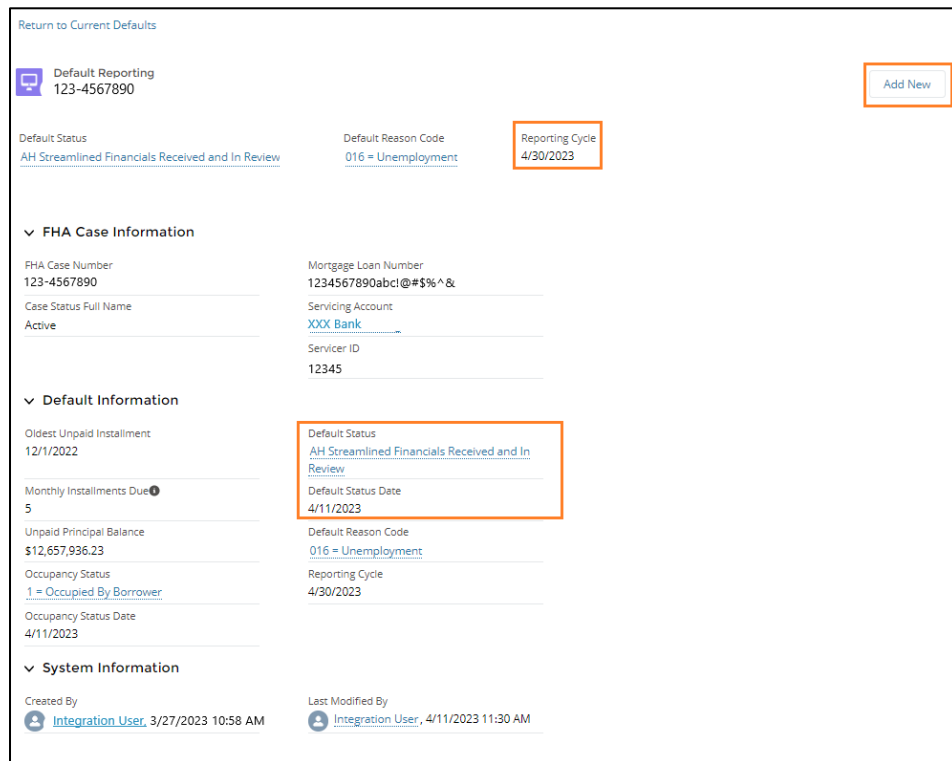 Return to Current Defaults
Default Reporting
123-4567890
Add New
Default Status
AH Streamlined Financials Received and In Review
Default Reason Code
016 = Unemployment
Reporting Cycle
4/30/2023
FHA Case Information
FHA Case Number
123-4567890
Mortgage Loan Number
1234567890abc!@#$%^&
Case Status Full Name
Active
Servicing Account
XXX Bank
Servicer ID
12345
Default Information
Oldest Unpaid Installment
12/1/2022
Default Status
AH Streamlined Financials Received and In
Review
Monthly Installments Due
5
Default Status Date
4/11/2023
Unpaid Principal Balance
$12,657,936.23
Default Reason Code
016 = Unemployment
Occupancy Status
1 = Occupied By Borrower
Reporting Cycle
4/30/2023
Occupancy Status Date
4/11/2023
System Information
Created By
Integration User, 3/27/2023 10:58 AM
Last Modified By
Integration User, 4/11/2023 11:30 AM